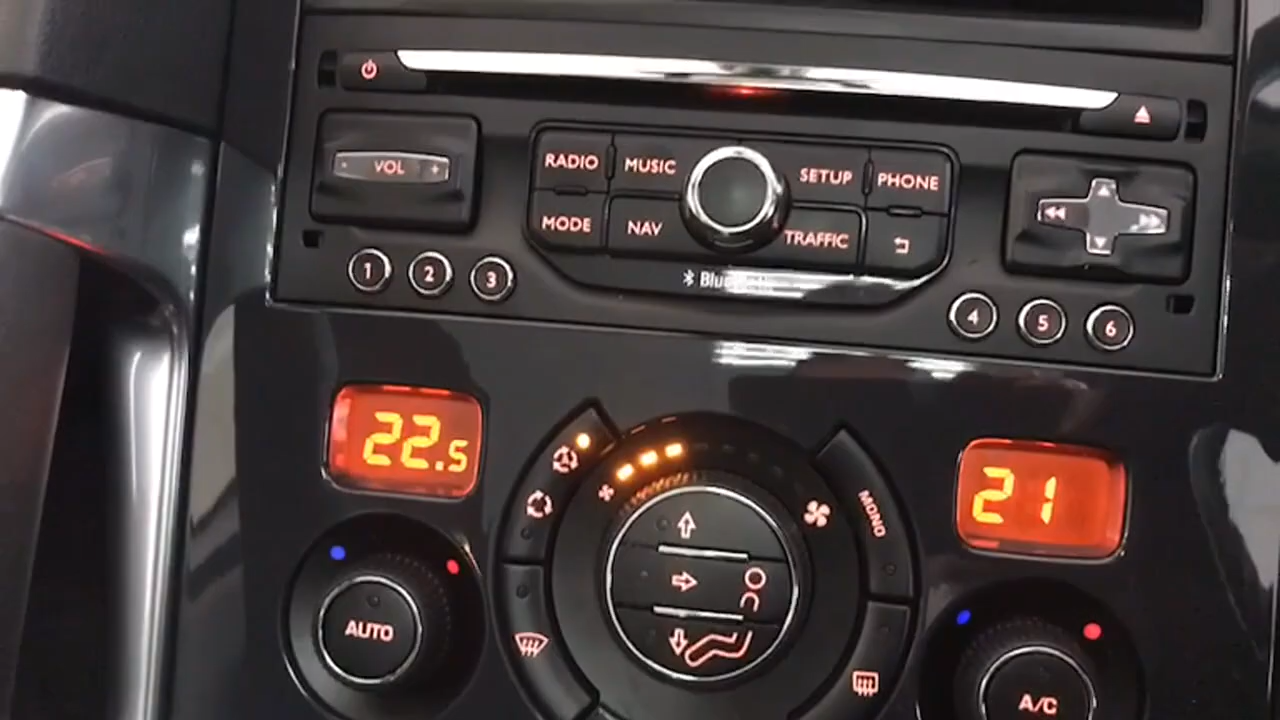 VOL
RADIO MUSIC SETUP PHONE
MODE NAV TRAFFIC
Bluetooth
1 2 3
4 5 6
22.5
21
MONO
AUTO
A/C